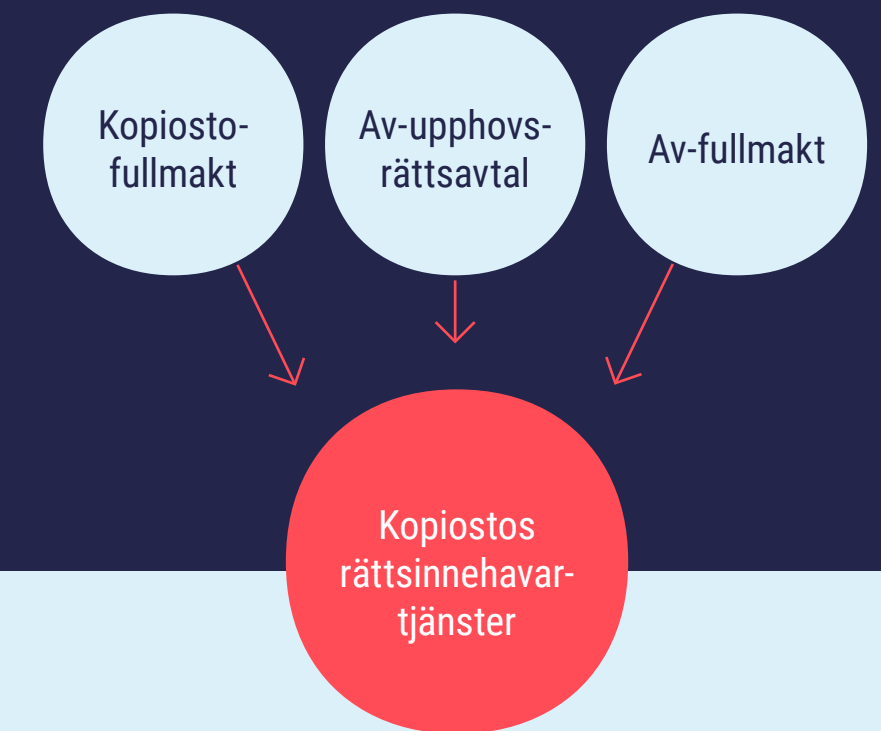 Kopiosto-
fullmakt
Av-upphovs-
rättsavtal
Av-fullmakt
Kopiostos
rättsinnehavar-
tjänster